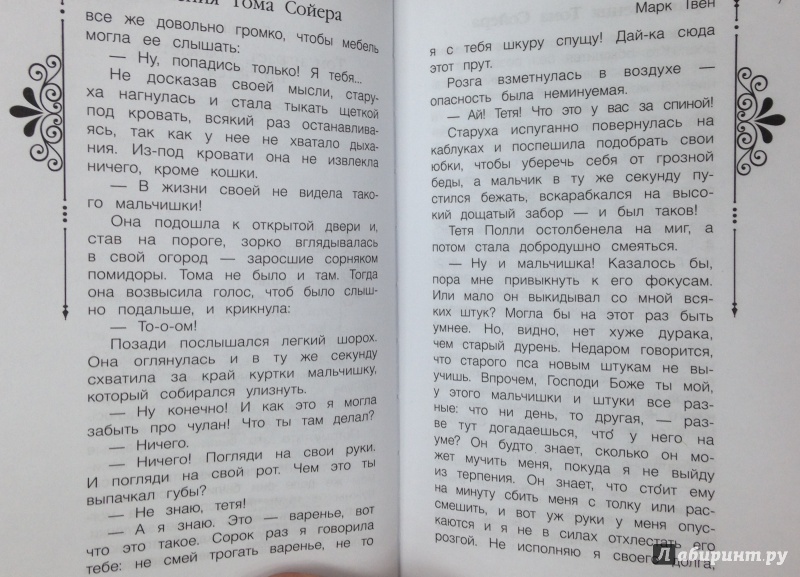 ения Тома Сойера
все же довольно громко, чтобы мебель
могла ее слышать:
— Ну, попадись только! Я тебя...
Не досказав своей мысли, стару-
ха нагнулась и стала тыкать щеткой
под кровать, всякий раз останавлива-
ясь, так как у нее не хватало дыха-
ния. Из-под кровати она не извлекла
ничего, кроме кошки.
— В жизни своей не видела тако-
го мальчишки!
Она подошла к открытой двери и,
став на пороге, зорко вглядывалась
в свой огород — заросшие сорняком
помидоры. Тома не было и там. Тогда
она возвысила голос, чтоб было слыш-
но подальше, и крикнула:
— То-о-ом!
Позади послышался легкий шорох.
Она оглянулась и в ту же секунду
схватила за край куртки мальчишку,
который собирался улизнуть.
— Ну конечно! И как это я могла
забыть про чулан! Что ты там делал?
— Ничего.
— Ничего! Погляди на свои руки.
И погляди на свой рот. Чем это ты
выпачкал губы?
— Не знаю, тетя!
— А я знаю. Это — варенье, вот
что это такое. Сорок раз я говорила
тебе: не смей трогать варенье, не то
Марк Твен
я с тебя шкуру спущу! Дай-ка сюда
этот прут.
Розга взметнулась в воздухе —
опасность была неминуемая.
— Ай! Тетя! Что это у вас за спиной!
Старуха испуганно повернулась на
каблуках и поспешила подобрать свои
юбки, чтобы уберечь себя от грозной
беды, а мальчик в ту же секунду пу-
стился бежать, вскарабкался на высо-
кий дощатый забор — и был таков!
Тетя Полли остолбенела на миг, а
потом стала добродушно смеяться.
— Ну и мальчишка! Казалось бы,
пора мне привыкнуть к его фокусам.
Или мало он выкидывал со мной вся-
ких штук? Могла бы на этот раз быть
умнее. Но, видно, нет хуже дурака,
чем старый дурень. Недаром говорится,
что старого пса новым штукам не вы-
учишь. Впрочем, Господи Боже ты мой,
у этого мальчишки и штуки все раз-
ные: что ни день, то другая, — раз-
ве тут догадаешься, что́ у него на
уме? Он будто знает, сколько он мо-
жет мучить меня, покуда я не выйду
из терпения. Он знает, что сто́ит ему
на минуту сбить меня с толку или рас-
смешить, и вот уж руки у меня опус-
каются и я не в силах отхлестать его
розгой. Не исполняю я своего долга,
Лабиринт.ру